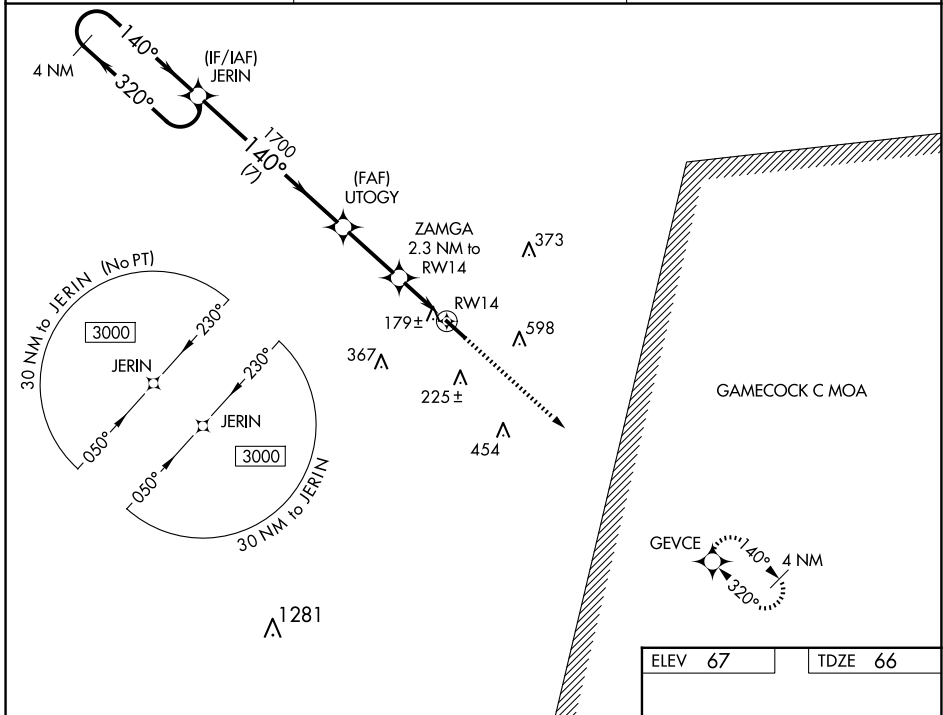 140°
4 NM
320°
(IF/IAF)
JERIN
1700
140°
(7)
(FAF)
UTOGY
ZAMGA
2.3 NM to
RW14
373
RW14
179±
598
367
225±
454
30 NM to JERIN (No PT)
3000
230°
JERIN
050°
230°
JERIN
3000
050°
30 NM to JERIN
GAMECOCK C MOA
GEVCE
140°
4 NM
320°
1281
ELEV 67
TDZE 66